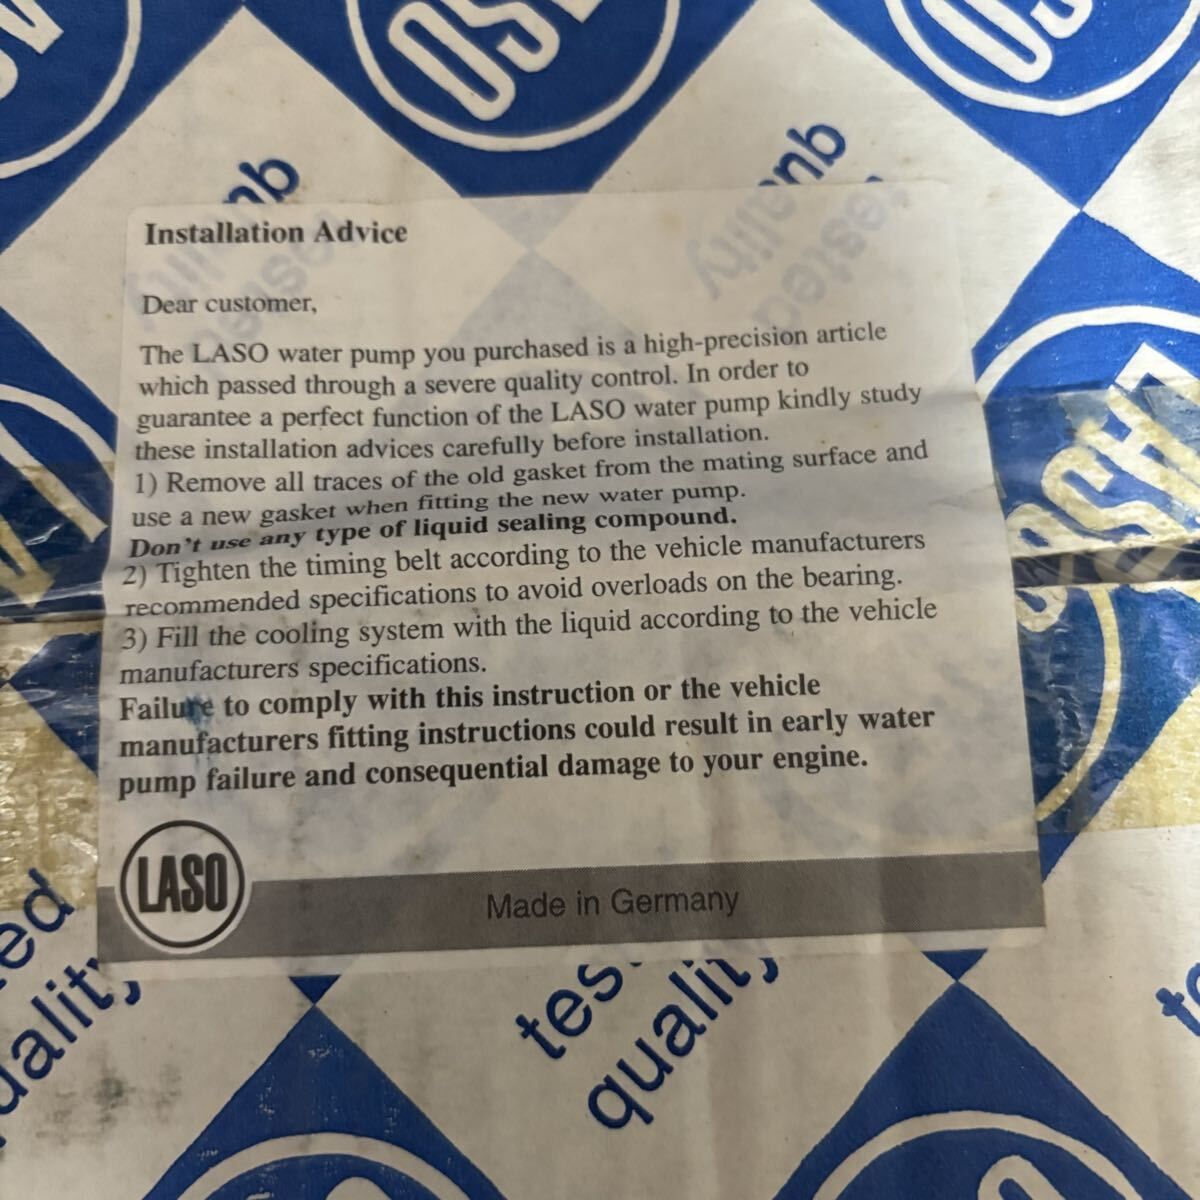 OSV
Installation Advice
Dear customer,
The LASO water pump you purchased is a high-precision article
which passed through a severe quality control. In order to
guarantee a perfect function of the LASO water pump kindly study
these installation advices carefully before installation.
1) Remove all traces of the old gasket from the mating surface and
use a new gasket when fitting the new water pump.
Don't use any type of liquid sealing compound.
2) Tighten the timing belt according to the vehicle manufacturers
recommended specifications to avoid overloads on the bearing.
3) Fill the cooling system with the liquid according to the vehicle
manufacturers specifications.
Failure to comply with this instruction or the vehicle
manufacturers fitting instructions could result in early water
pump failure and consequential damage to your engine.
LASO
Made in Germany
quality
tested
quality